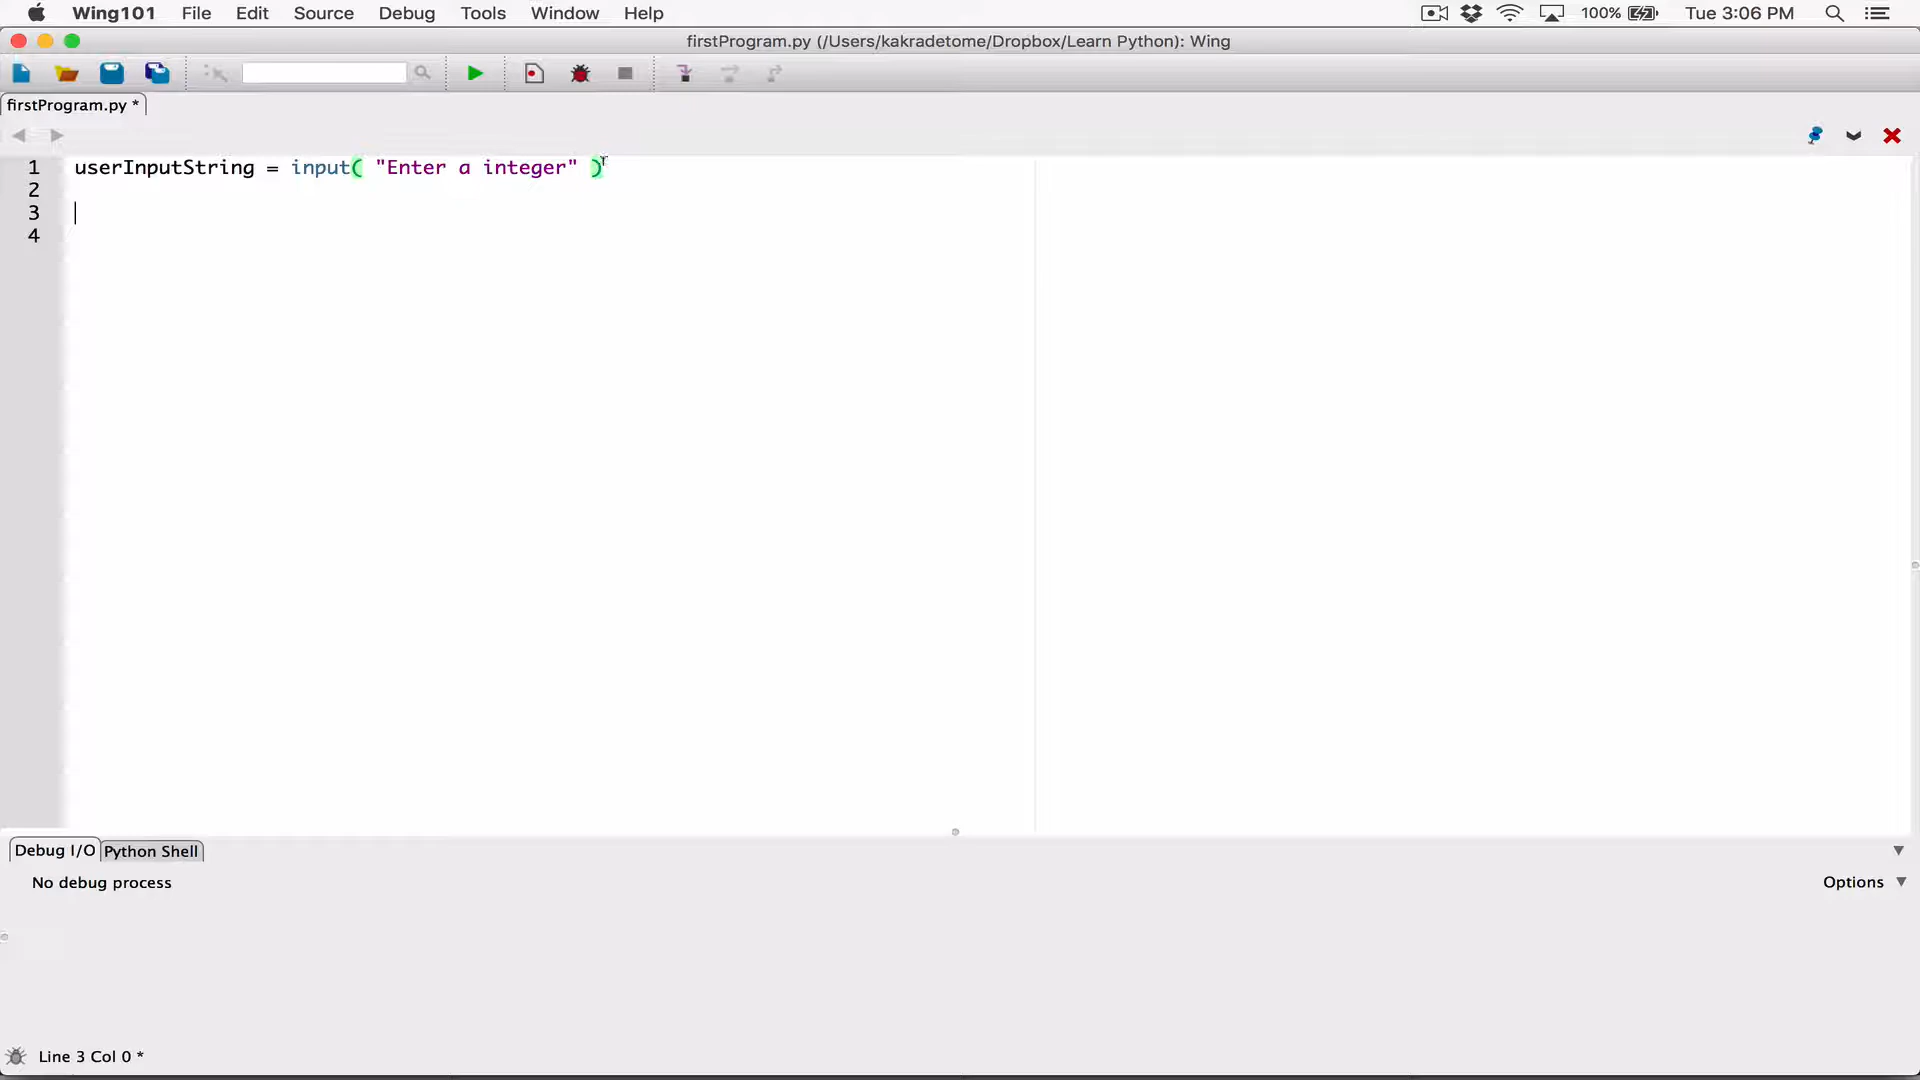 Wing101 File Edit Source Debug Tools Window Help 100% Tue 3:06 PM
firstProgram.py (/Users/kakradetome/Dropbox/Learn Python): Wing
firstProgram.py *
1 userInputString = input( "Enter a integer" )
2
3
4
Debug I/O Python Shell
No debug process Options
Line 3 Col 0 *